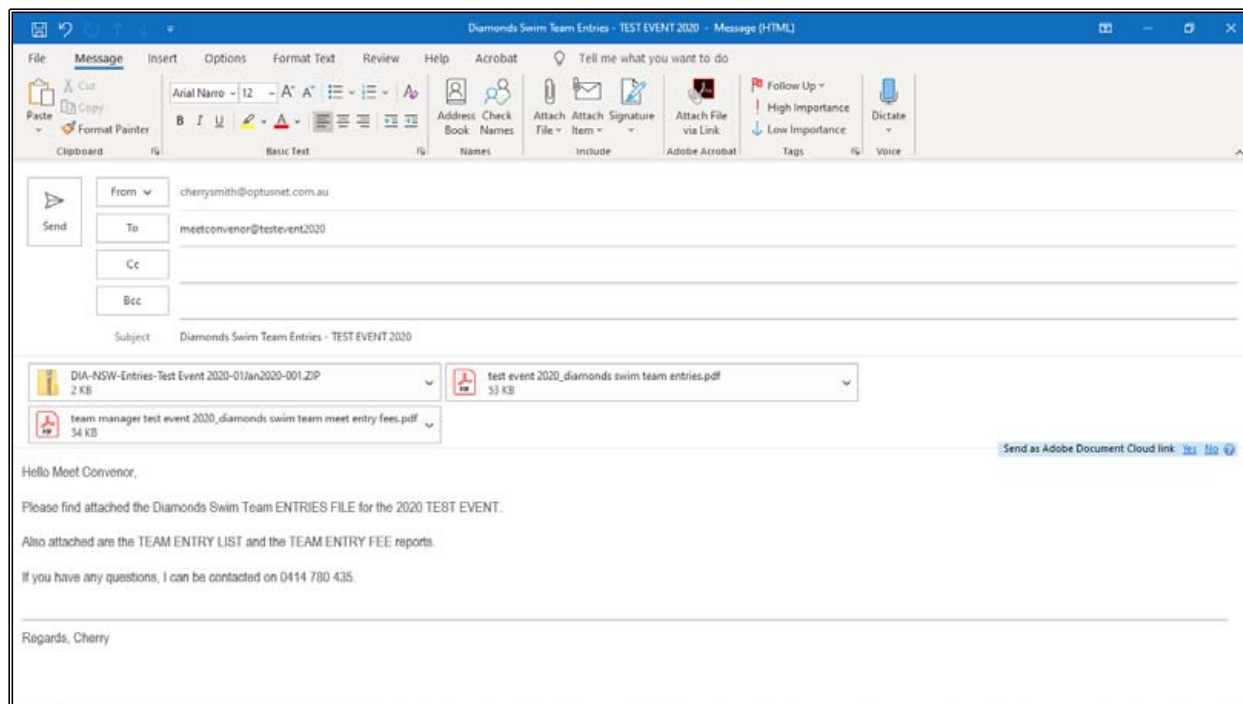 Diamonds Swim Team Entries - TEST EVENT 2020 - Message (HTML)
File Message Insert Options Format Text Review Help Acrobat Tell me what you want to do
Paste
Cut
Copy
Format Painter
Clipboard
Arial Narro 12
B I U
Basic Text
Address Book
Check Names
Names
Attach File
Attach Item
Signature
Include
Attach File via Link
Adobe Acrobat
Follow Up
High Importance
Low Importance
Tags
Dictate
Voice
Send
From cherrysmith@optusnet.com.au
To meetconvenor@testevent2020
Cc
Bcc
Subject Diamonds Swim Team Entries - TEST EVENT 2020
DIA-NSW-Entries-Test Event 2020-01Jan2020-001.ZIP
2 KB
test event 2020_diamonds swim team entries.pdf
53 KB
team manager test event 2020_diamonds swim team meet entry fees.pdf
34 KB
Send as Adobe Document Cloud link Yes No
Hello Meet Convenor,
Please find attached the Diamonds Swim Team ENTRIES FILE for the 2020 TEST EVENT.
Also attached are the TEAM ENTRY LIST and the TEAM ENTRY FEE reports.
If you have any questions, I can be contacted on 0414 780 435.
Regards, Cherry